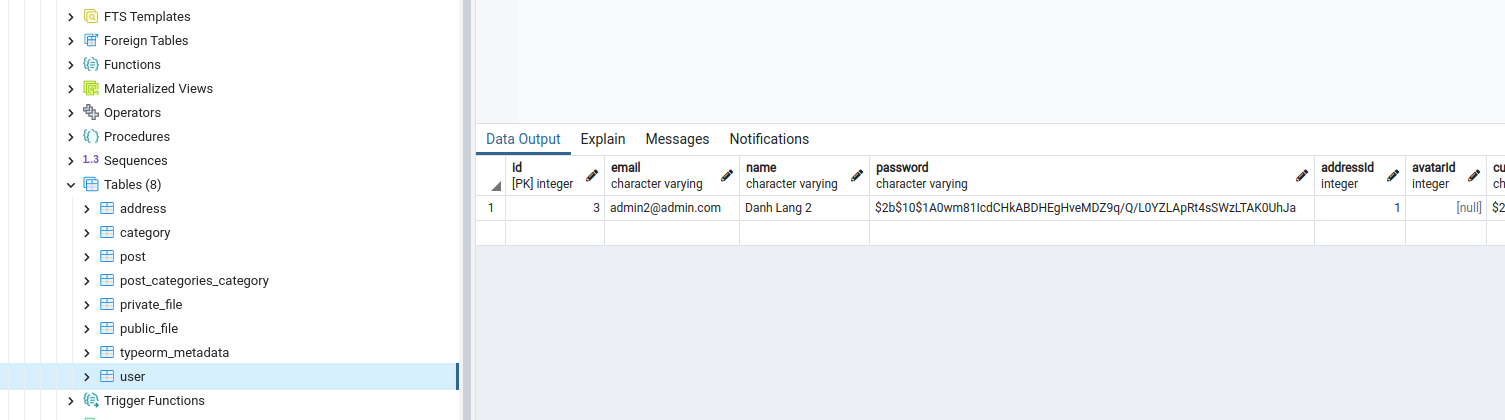 FTS Templates
Foreign Tables
Functions
Materialized Views
Operators
Procedures
1.3 Sequences
Tables (8)
address
category
post
post_categories_category
private_file
public_file
typeorm_metadata
user
Trigger Functions
Data Output Explain Messages Notifications
id email name password addressId avatarId cu
[PK] integer character varying character varying character varying integer integer ch
1 3 admin2@admin.com Danh Lang 2 $2b$10$1A0wm81IcdCHkABDHEgHveMDZ9q/Q/L0YZLApRt4sSWzLTAK0UhJa 1 [null] $2